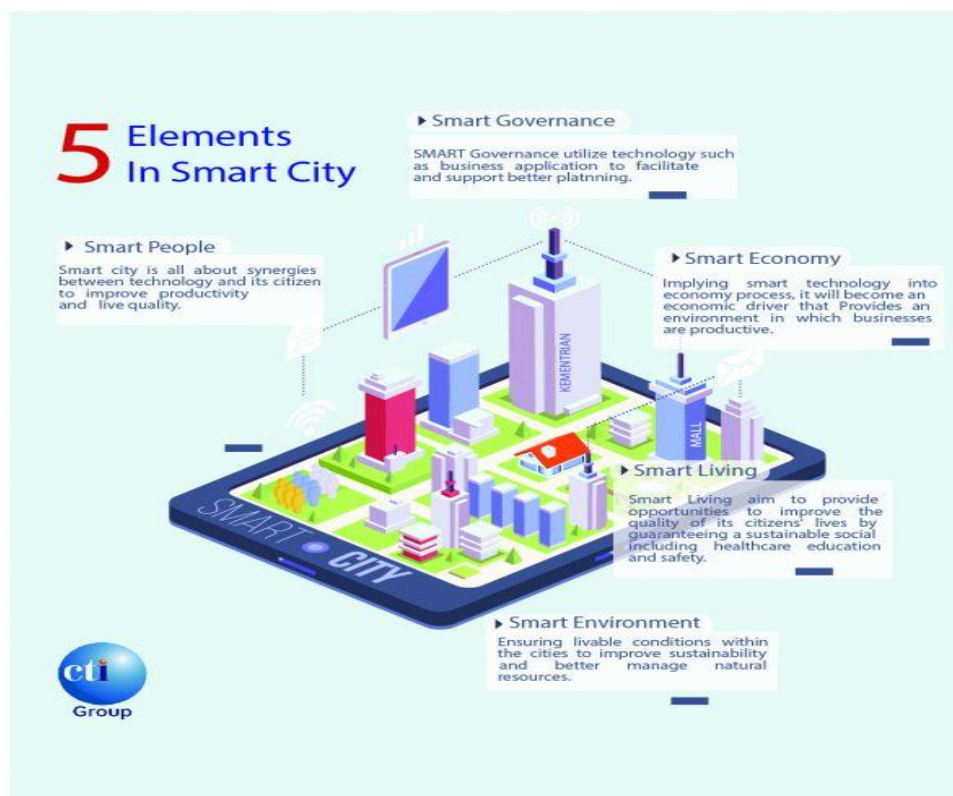 5 Elements
In Smart City
Smart Governance
SMART Governance utilize technology such
as business application to facilitate
and support better platnning.
Smart People
Smart city is all about synergies
between technology and its citizen
to improve productivity
and live quality.
Smart Economy
Implying smart technology into
economy process, it will become an
economic driver that Provides an
environment in which businesses
are productive.
KEMENTRIAN
MALL
Smart Living
Smart Living aim to provide
opportunities to improve the
quality of its citizens' lives by
guaranteeing a sustainable social
including healthcare education
and safety.
SMART CITY
Smart Environment
Ensuring livable conditions within
the cities to improve sustainability
and better manage natural
resources.
cti
Group